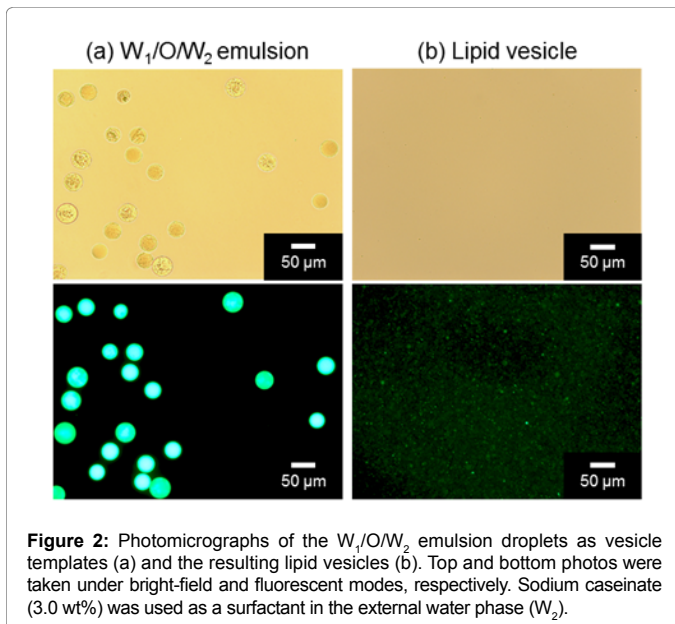 (a) W₁/O/W₂ emulsion (b) Lipid vesicle
50 µm 50 µm
50 µm 50 µm
Figure 2: Photomicrographs of the W₁/O/W₂ emulsion droplets as vesicle
templates (a) and the resulting lipid vesicles (b). Top and bottom photos were
taken under bright-field and fluorescent modes, respectively. Sodium caseinate
(3.0 wt%) was used as a surfactant in the external water phase (W₂).